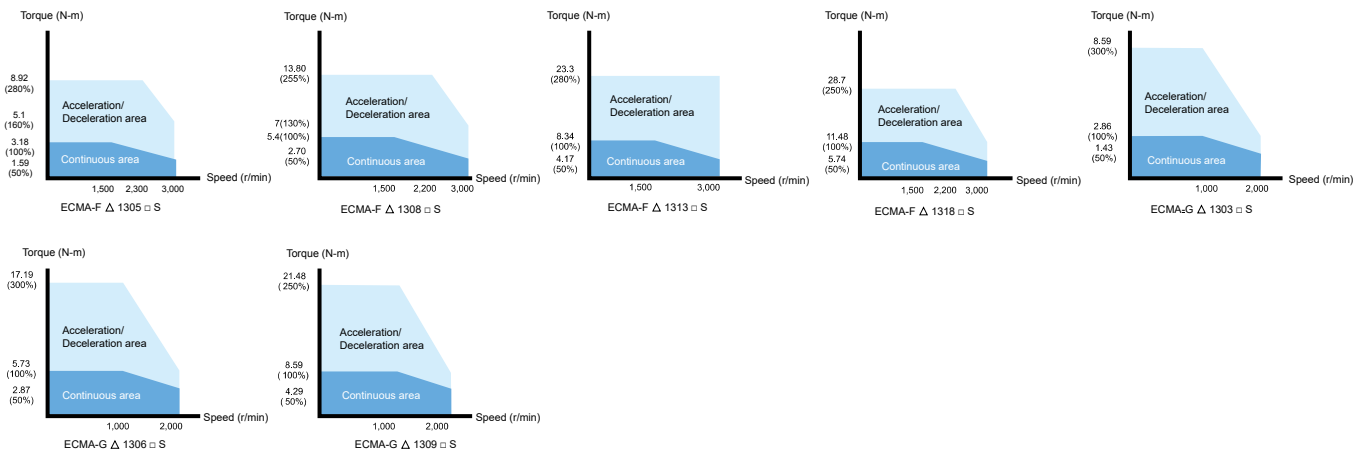 Torque (N-m)
8.92
(280%)
5.1
(160%)
3.18
(100%)
1.59
(50%)
Acceleration/
Deceleration area
Continuous area
1,500 2,300 3,000
Speed (r/min)
ECMA-F △ 1305 □ S
Torque (N-m)
13.80
(255%)
7(130%)
5.4(100%)
2.70
(50%)
Acceleration/
Deceleration area
Continuous area
1,500 2,200 3,000
Speed (r/min)
ECMA-F △ 1308 □ S
Torque (N-m)
23.3
(280%)
8.34
(100%)
4.17
(50%)
Acceleration/
Deceleration area
Continuous area
1,500 3,000
Speed (r/min)
ECMA-F △ 1313 □ S
Torque (N-m)
28.7
(250%)
11.48
(100%)
5.74
(50%)
Acceleration/
Deceleration area
Continuous area
1,500 2,200 3,000
Speed (r/min)
ECMA-F △ 1318 □ S
Torque (N-m)
8.59
(300%)
2.86
(100%)
1.43
(50%)
Acceleration/
Deceleration area
Continuous area
1,000 2,000
Speed (r/min)
ECMA-G △ 1303 □ S
Torque (N-m)
17.19
(300%)
5.73
(100%)
2.87
(50%)
Acceleration/
Deceleration area
Continuous area
1,000 2,000
Speed (r/min)
ECMA-G △ 1306 □ S
Torque (N-m)
21.48
( 250%)
8.59
( 100%)
4.29
( 50%)
Acceleration/
Deceleration area
Continuous area
1,000 2,000
Speed (r/min)
ECMA-G △ 1309 □ S